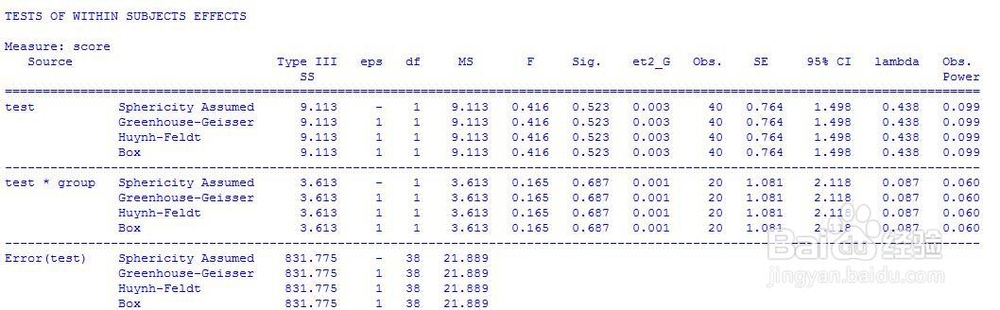 TESTS OF WITHIN SUBJECTS EFFECTS
Measure: score
Source Type III eps df MS F Sig. et2_G Obs. SE 95% CI lambda Obs.
SS Power
test Sphericity Assumed 9.113 - 1 9.113 0.416 0.523 0.003 40 0.764 1.498 0.438 0.099
Greenhouse-Geisser 9.113 1 1 9.113 0.416 0.523 0.003 40 0.764 1.498 0.438 0.099
Huynh-Feldt 9.113 1 1 9.113 0.416 0.523 0.003 40 0.764 1.498 0.438 0.099
Box 9.113 1 1 9.113 0.416 0.523 0.003 40 0.764 1.498 0.438 0.099
test * group Sphericity Assumed 3.613 - 1 3.613 0.165 0.687 0.001 20 1.081 2.118 0.087 0.060
Greenhouse-Geisser 3.613 1 1 3.613 0.165 0.687 0.001 20 1.081 2.118 0.087 0.060
Huynh-Feldt 3.613 1 1 3.613 0.165 0.687 0.001 20 1.081 2.118 0.087 0.060
Box 3.613 1 1 3.613 0.165 0.687 0.001 20 1.081 2.118 0.087 0.060
Error(test) Sphericity Assumed 831.775 - 38 21.889
Greenhouse-Geisser 831.775 1 38 21.889
Huynh-Feldt 831.775 1 38 21.889
Box 831.775 1 38 21.889
Baidu 经验
jingyan.baidu.com